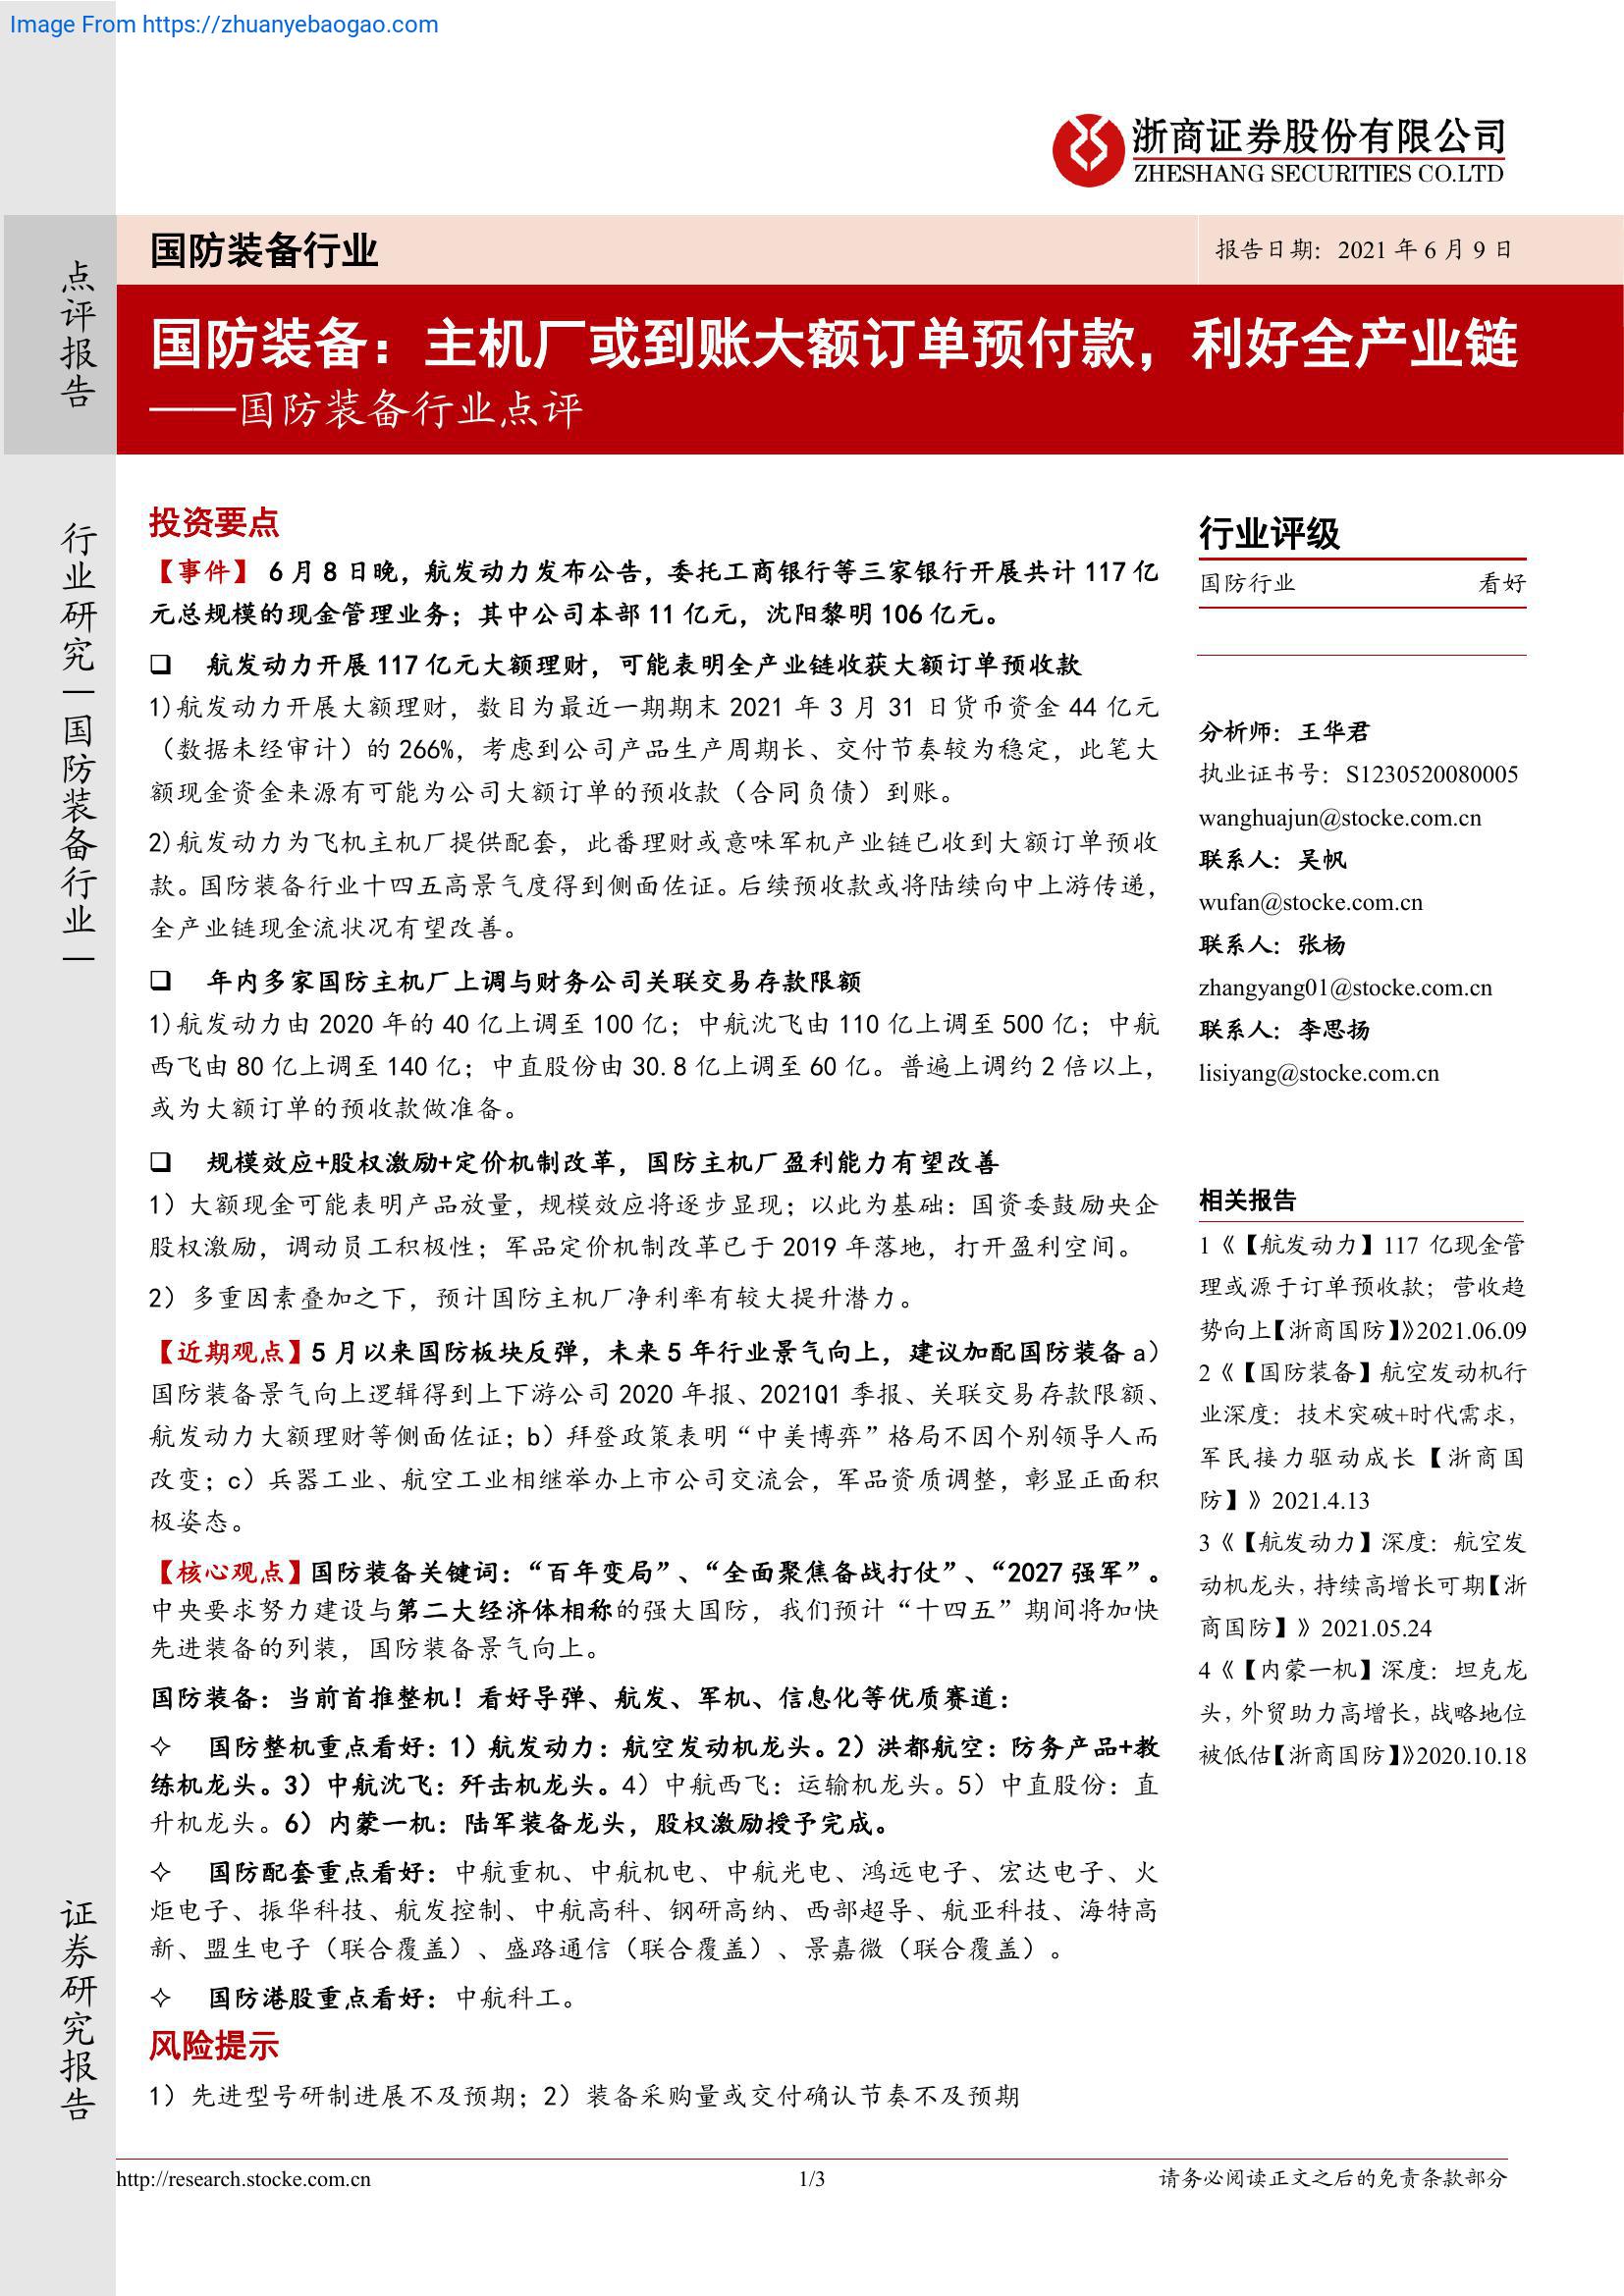 Image From https://zhuanyebaogao.com
浙商证券股份有限公司
ZHESHANG SECURITIES CO.LTD
点评报告
行业研究—国防装备行业—
证券研究报告
国防装备行业
报告日期：2021 年 6 月 9 日
国防装备：主机厂或到账大额订单预付款，利好全产业链
——国防装备行业点评
投资要点
【事件】 6 月 8 日晚，航发动力发布公告，委托工商银行等三家银行开展共计 117 亿
元总规模的现金管理业务；其中公司本部 11 亿元，沈阳黎明 106 亿元。
❑ 航发动力开展 117 亿元大额理财，可能表明全产业链收获大额订单预收款
1)航发动力开展大额理财，数目为最近一期期末 2021 年 3 月 31 日货币资金 44 亿元
（数据未经审计）的 266%，考虑到公司产品生产周期长、交付节奏较为稳定，此笔大
额现金资金来源有可能为公司大额订单的预收款（合同负债）到账。
2)航发动力为飞机主机厂提供配套，此番理财或意味军机产业链已收到大额订单预收
款。国防装备行业十四五高景气度得到侧面佐证。后续预收款或将陆续向中上游传递，
全产业链现金流状况有望改善。
❑ 年内多家国防主机厂上调与财务公司关联交易存款限额
1)航发动力由 2020 年的 40 亿上调至 100 亿；中航沈飞由 110 亿上调至 500 亿；中航
西飞由 80 亿上调至 140 亿；中直股份由 30.8 亿上调至 60 亿。普遍上调约 2 倍以上，
或为大额订单的预收款做准备。
❑ 规模效应+股权激励+定价机制改革，国防主机厂盈利能力有望改善
1）大额现金可能表明产品放量，规模效应将逐步显现；以此为基础：国资委鼓励央企
股权激励，调动员工积极性；军品定价机制改革已于 2019 年落地，打开盈利空间。
2）多重因素叠加之下，预计国防主机厂净利率有较大提升潜力。
【近期观点】5 月以来国防板块反弹，未来 5 年行业景气向上，建议加配国防装备 a）
国防装备景气向上逻辑得到上下游公司 2020 年报、2021Q1 季报、关联交易存款限额、
航发动力大额理财等侧面佐证；b）拜登政策表明“中美博弈”格局不因个别领导人而
改变；c）兵器工业、航空工业相继举办上市公司交流会，军品资质调整，彰显正面积
极姿态。
【核心观点】国防装备关键词：“百年变局”、“全面聚焦备战打仗”、“2027 强军”。
中央要求努力建设与第二大经济体相称的强大国防，我们预计“十四五”期间将加快
先进装备的列装，国防装备景气向上。
国防装备：当前首推整机！看好导弹、航发、军机、信息化等优质赛道：
✧ 国防整机重点看好：1）航发动力：航空发动机龙头。2）洪都航空：防务产品+教
练机龙头。3）中航沈飞：歼击机龙头。4）中航西飞：运输机龙头。5）中直股份：直
升机龙头。6）内蒙一机：陆军装备龙头，股权激励授予完成。
✧ 国防配套重点看好：中航重机、中航机电、中航光电、鸿远电子、宏达电子、火
炬电子、振华科技、航发控制、中航高科、钢研高纳、西部超导、航亚科技、海特高
新、盟生电子（联合覆盖）、盛路通信（联合覆盖）、景嘉微（联合覆盖）。
✧ 国防港股重点看好：中航科工。
风险提示
1）先进型号研制进展不及预期；2）装备采购量或交付确认节奏不及预期
行业评级
国防行业 看好
分析师：王华君
执业证书号：S1230520080005
wanghuajun@stocke.com.cn
联系人：吴帆
wufan@stocke.com.cn
联系人：张杨
zhangyang01@stocke.com.cn
联系人：李思扬
lisiyang@stocke.com.cn
相关报告
1《【航发动力】117 亿现金管
理或源于订单预收款；营收趋
势向上【浙商国防】》2021.06.09
2《【国防装备】航空发动机行
业深度：技术突破+时代需求，
军民接力驱动成长【浙商国
防】》2021.4.13
3《【航发动力】深度：航空发
动机龙头，持续高增长可期【浙
商国防】》2021.05.24
4《【内蒙一机】深度：坦克龙
头，外贸助力高增长，战略地位
被低估【浙商国防】》2020.10.18
http://research.stocke.com.cn
1/3
请务必阅读正文之后的免责条款部分